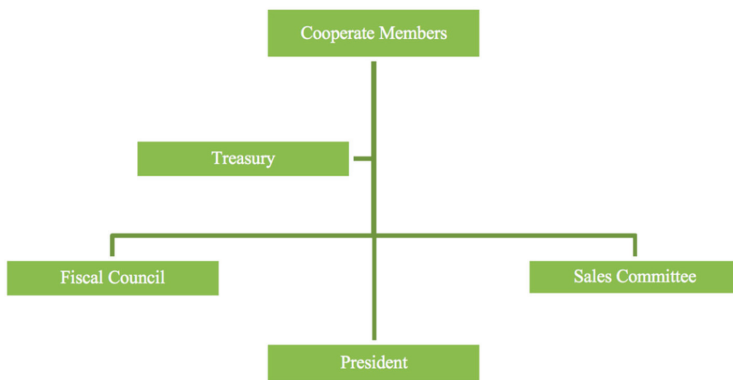 Cooperate Members
Treasury
Fiscal Council
Sales Committee
President